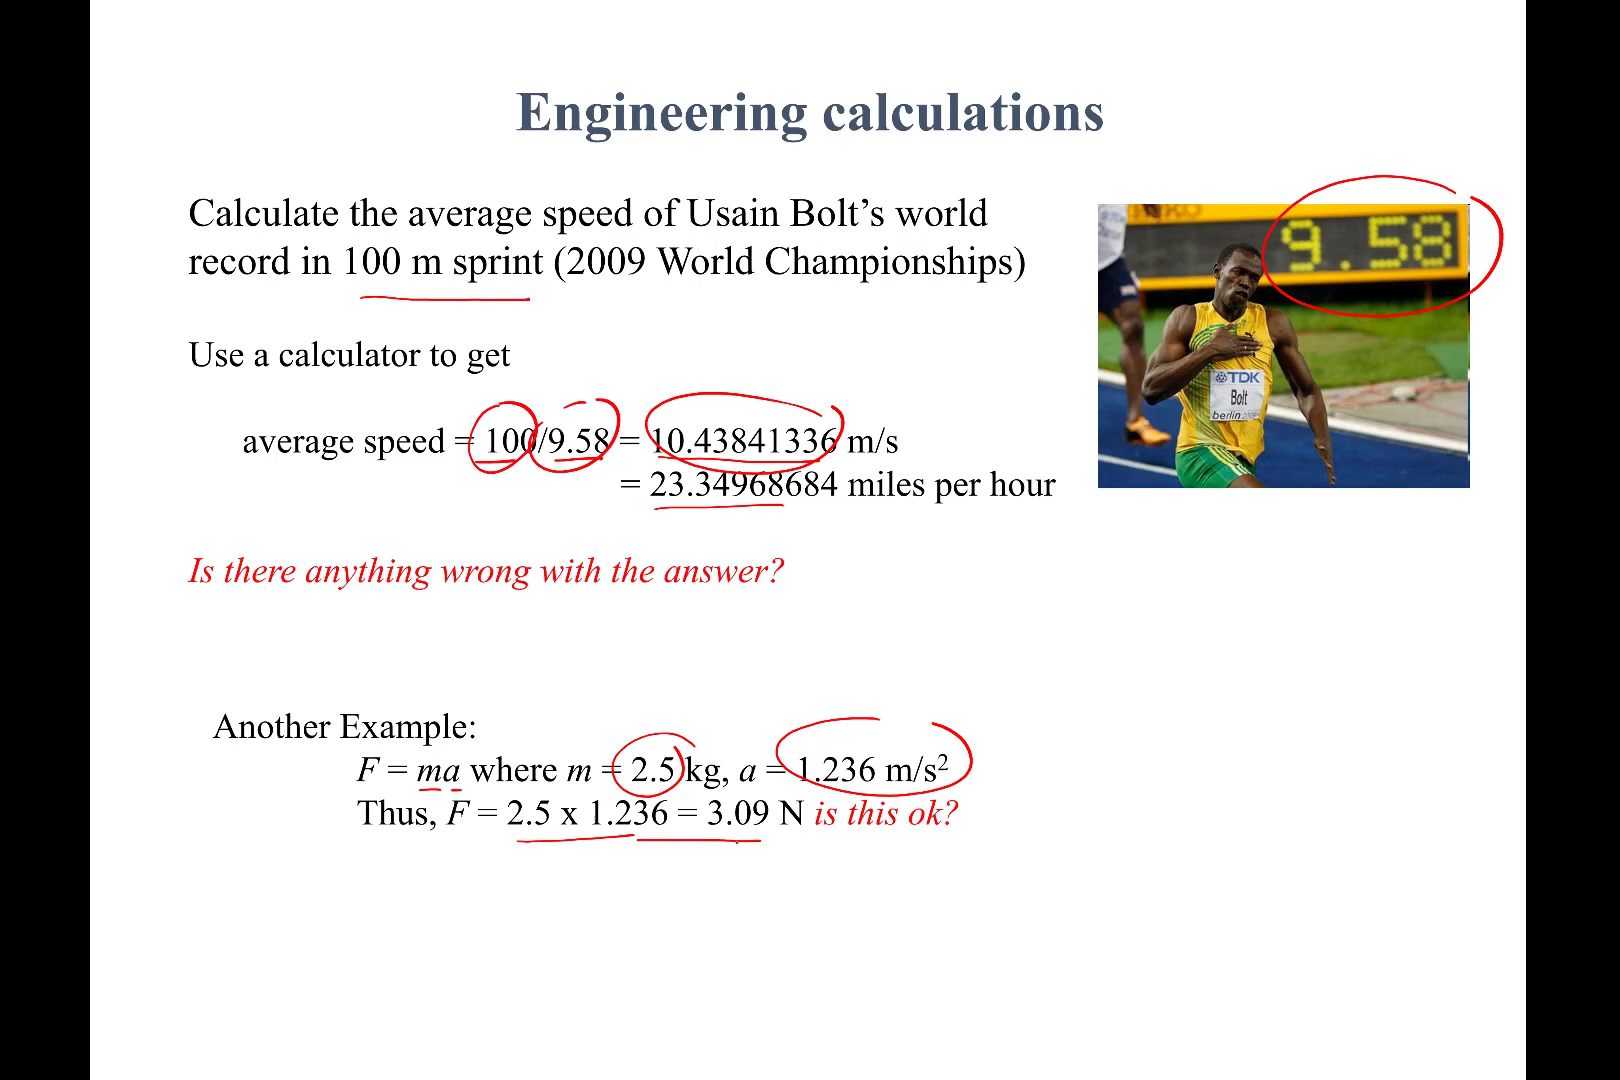 Engineering calculations
Calculate the average speed of Usain Bolt’s world
record in 100 m sprint (2009 World Championships)
9.58
TDK
Bolt
berlin
Use a calculator to get
average speed = 100/9.58 = 10.43841336 m/s
= 23.34968684 miles per hour
Is there anything wrong with the answer?
Another Example:
F = ma where m = 2.5 kg, a = 1.236 m/s²
Thus, F = 2.5 x 1.236 = 3.09 N is this ok?